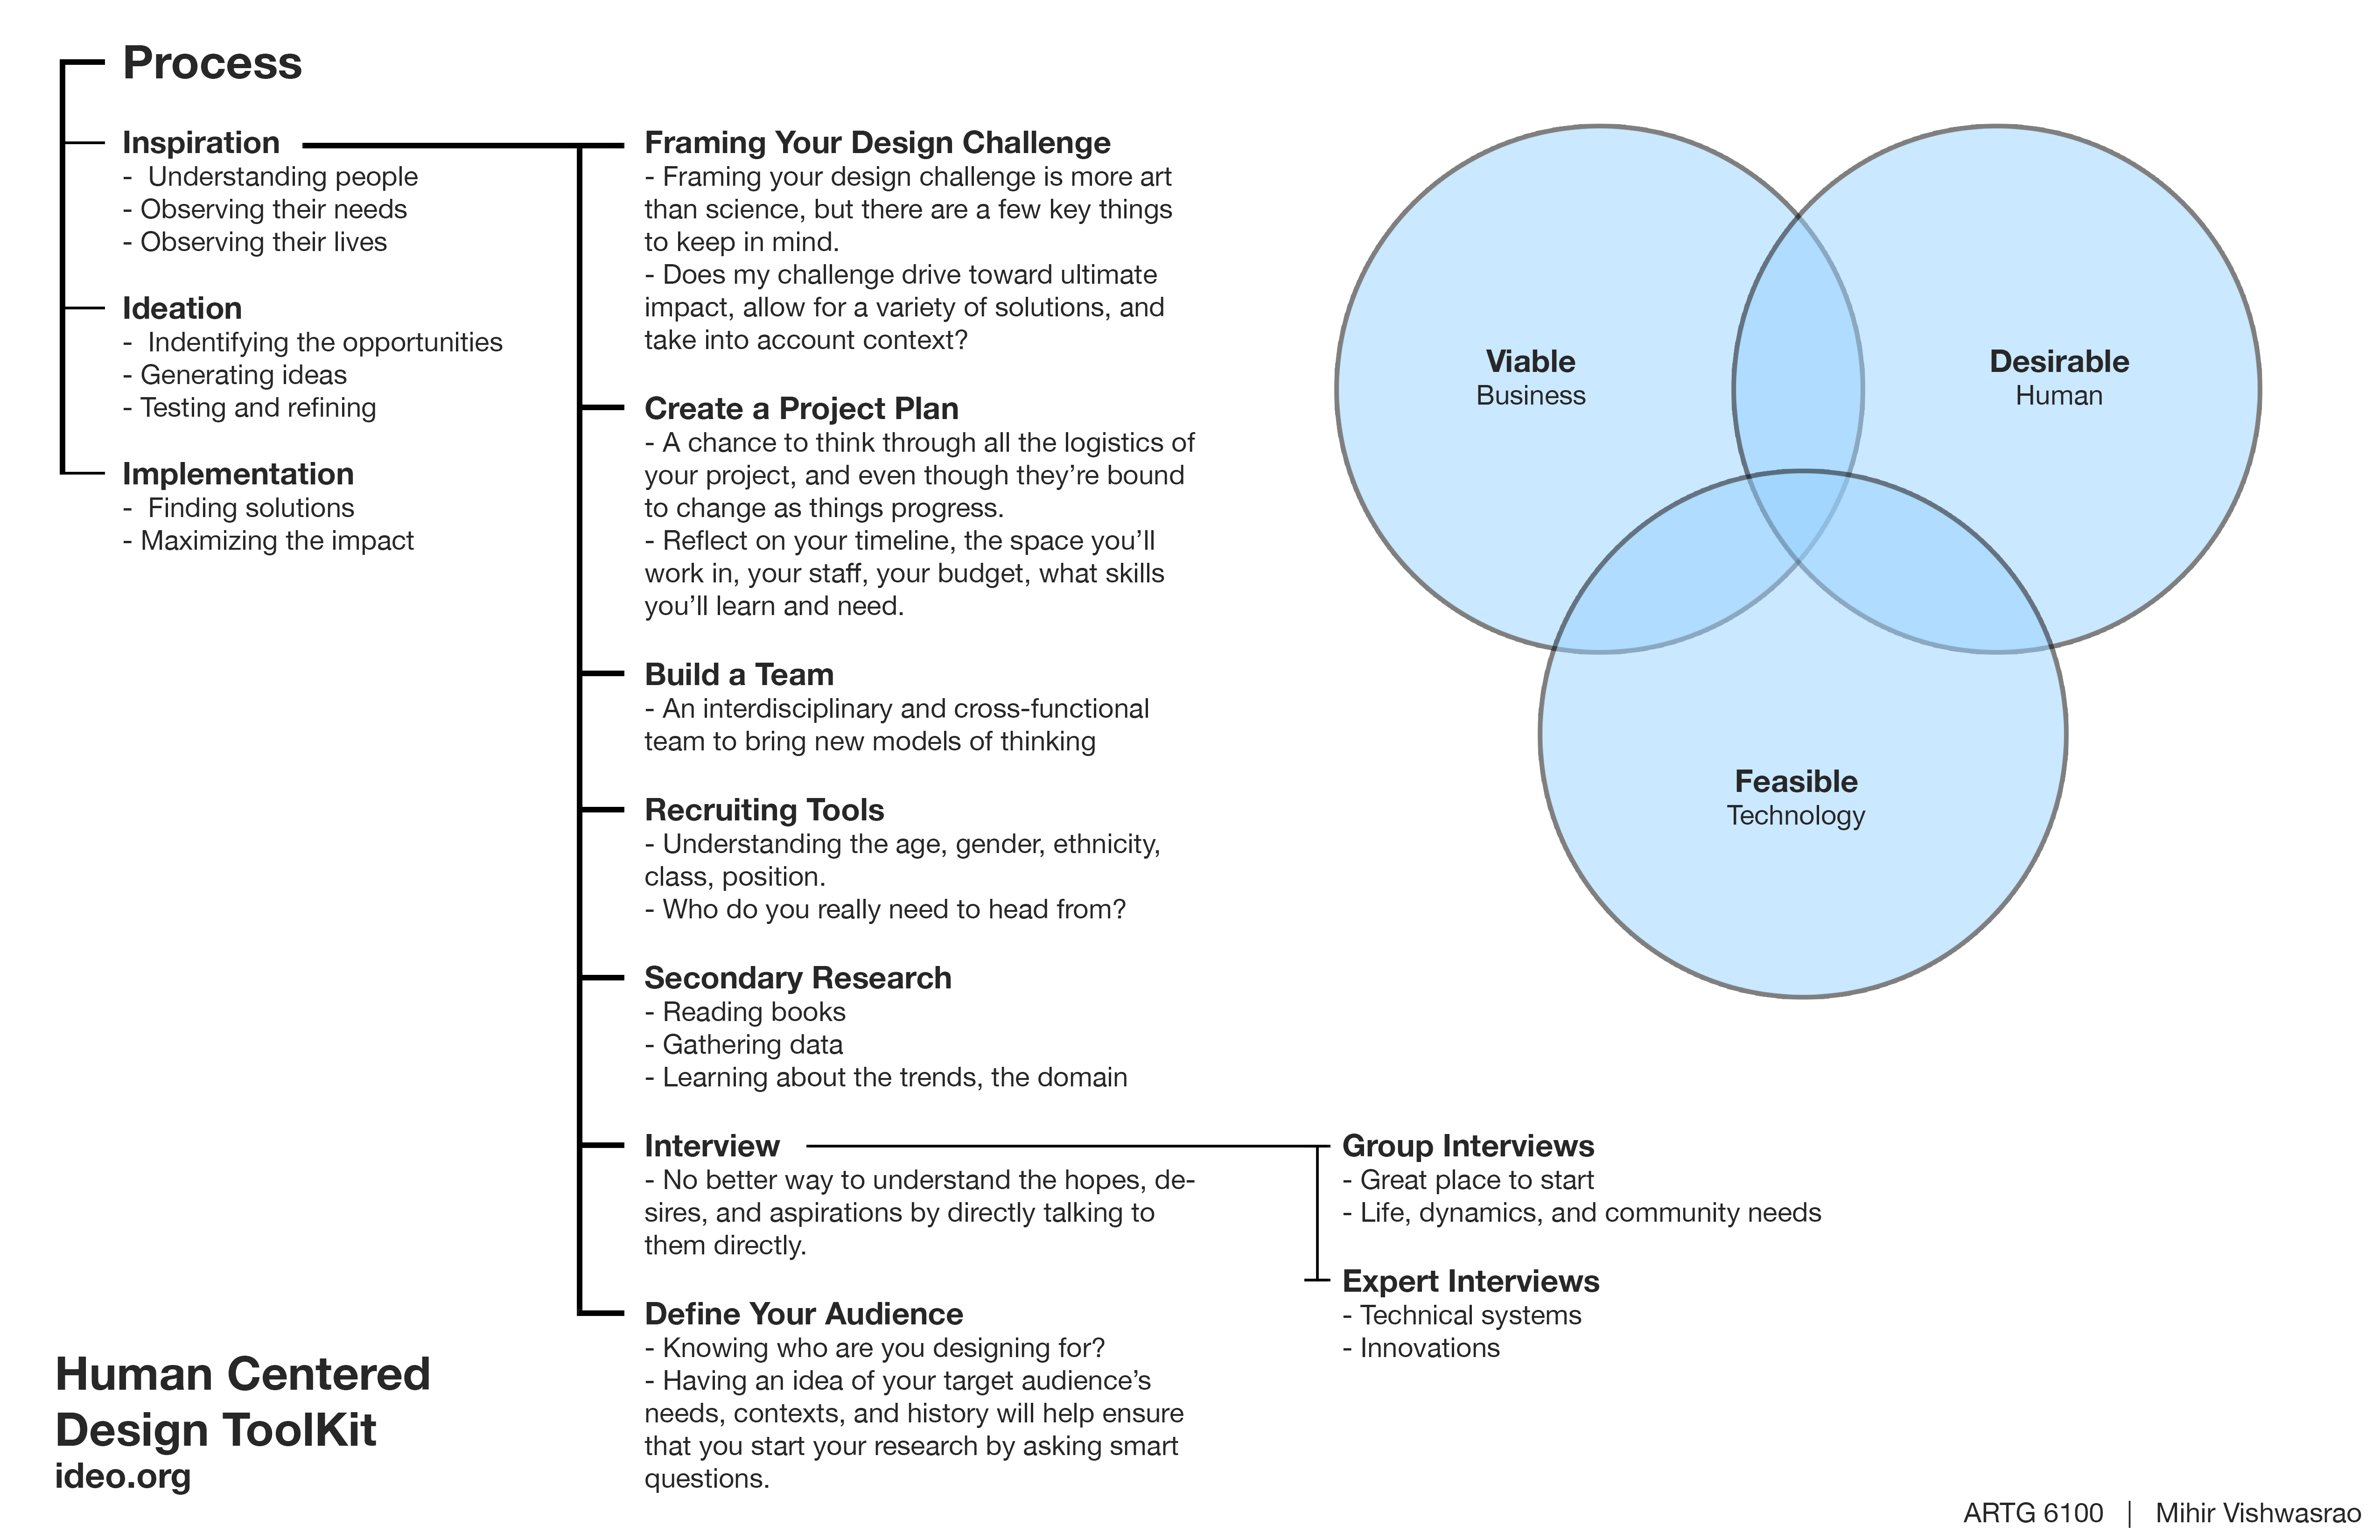 Process
Inspiration
-  Understanding people
- Observing their needs
- Observing their lives
Ideation
-  Indentifying the opportunities
- Generating ideas
- Testing and refining
Implementation
-  Finding solutions
- Maximizing the impact
Framing Your Design Challenge
- Framing your design challenge is more art
than science, but there are a few key things
to keep in mind.
- Does my challenge drive toward ultimate
impact, allow for a variety of solutions, and
take into account context?
Create a Project Plan
- A chance to think through all the logistics of
your project, and even though they’re bound
to change as things progress.
- Reflect on your timeline, the space you’ll
work in, your staff, your budget, what skills
you’ll learn and need.
Build a Team
- An interdisciplinary and cross-functional
team to bring new models of thinking
Recruiting Tools
- Understanding the age, gender, ethnicity,
class, position.
- Who do you really need to head from?
Secondary Research
- Reading books
- Gathering data
- Learning about the trends, the domain
Interview
- No better way to understand the hopes, de-
sires, and aspirations by directly talking to
them directly.
Define Your Audience
- Knowing who are you designing for?
- Having an idea of your target audience’s
needs, contexts, and history will help ensure
that you start your research by asking smart
questions.
Group Interviews
- Great place to start
- Life, dynamics, and community needs
Expert Interviews
- Technical systems
- Innovations
Viable
Business
Desirable
Human
Feasible
Technology
Human Centered
Design ToolKit
ideo.org
ARTG 6100 | Mihir Vishwasrao